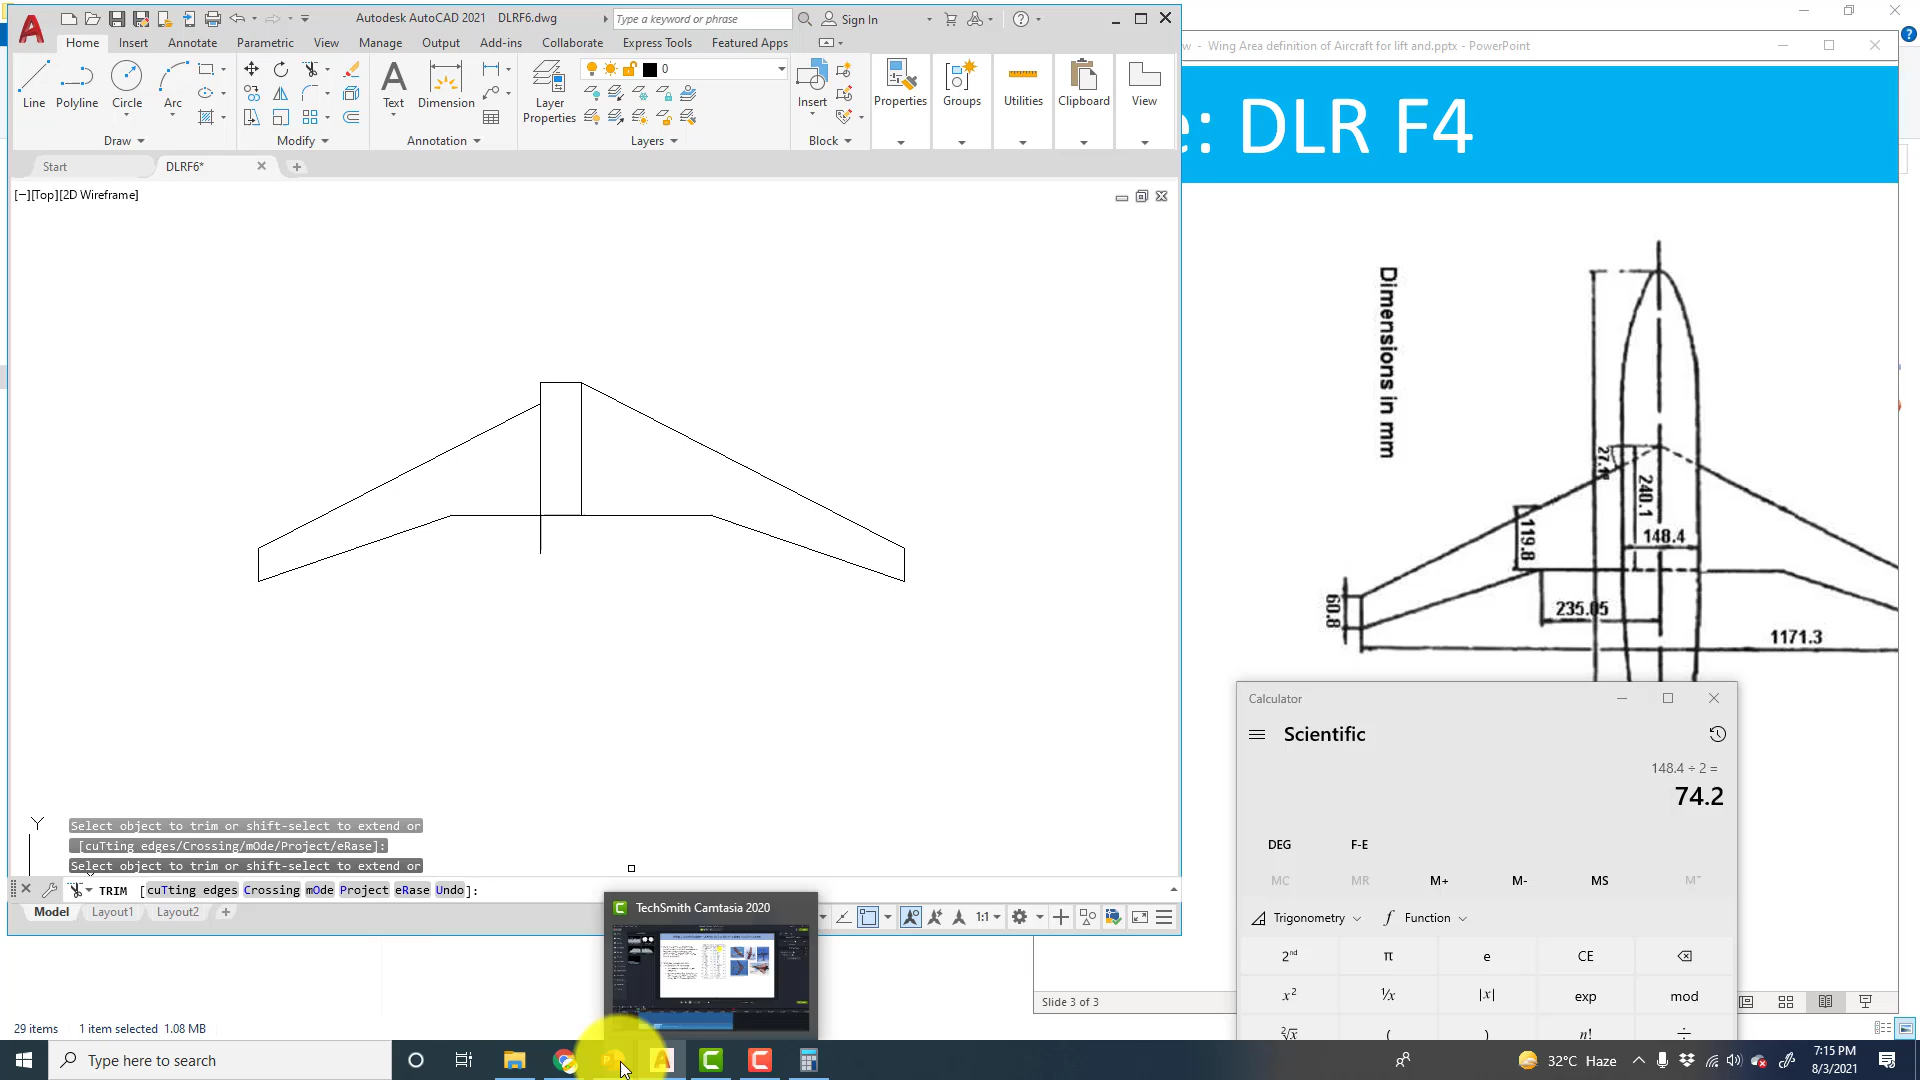 Autodesk AutoCAD 2021 DLRF6.dwg
Type a keyword or phrase
Sign In
Home Insert Annotate Parametric View Manage Output Add-ins Collaborate Express Tools Featured Apps
Line Polyline Circle Arc
Text Dimension
Layer Properties
0
Insert
Properties Groups Utilities Clipboard View
Draw Modify Annotation Layers Block
Start DLRF6*
[−][Top][2D Wireframe]
Y
Select object to trim or shift-select to extend or
[cuTting edges/Crossing/mOde/Project/eRase]:
Select object to trim or shift-select to extend or
TRIM [cuTting edges Crossing mOde Project eRase Undo]:
Model Layout1 Layout2
1:1
Wing Area definition of Aircraft for lift and.pptx - PowerPoint
e: DLR F4
Dimensions in mm
27.1
240.1
119.8
148.4
60.8
235.05
1171.3
Calculator
Scientific
148.4 ÷ 2 =
74.2
DEG F-E
MC MR M+ M- MS M˅
Trigonometry Function
2nd π e CE
x² ¹/x |x| exp mod
²√x ( ) n! ÷
Slide 3 of 3
TechSmith Camtasia 2020
29 items 1 item selected 1.08 MB
Type here to search
32°C Haze
7:15 PM
8/3/2021